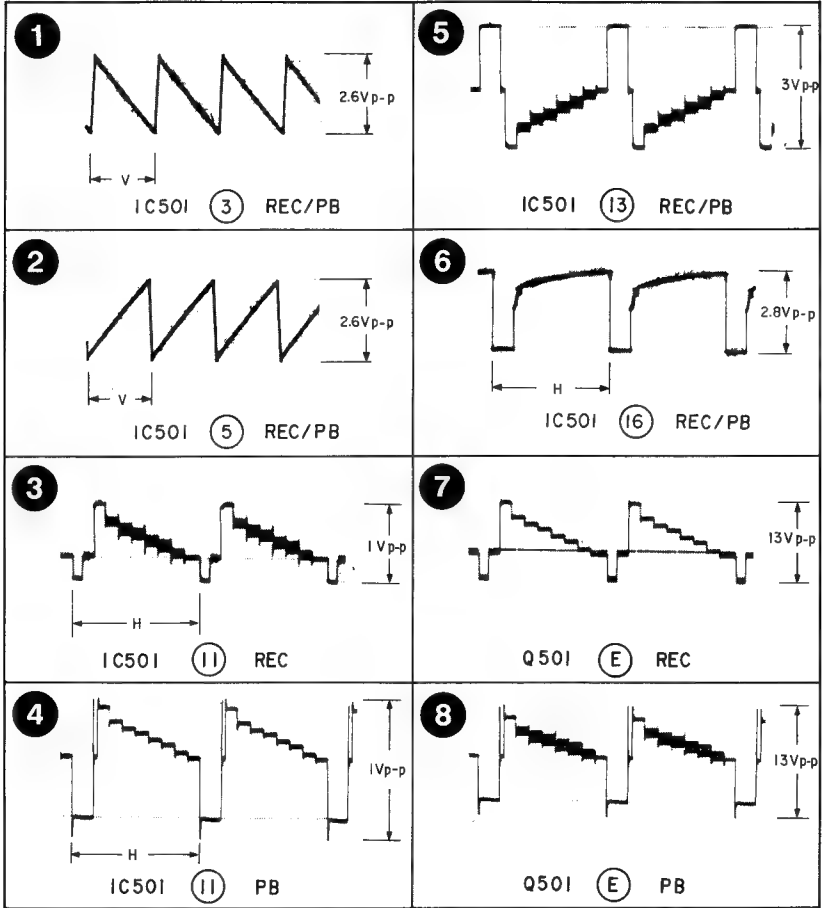 1
2.6Vp-p
V
IC501 3 REC/PB
2
2.6Vp-p
V
IC501 5 REC/PB
3
1Vp-p
H
IC501 11 REC
4
1Vp-p
H
IC501 11 PB
5
3Vp-p
IC501 13 REC/PB
6
2.8Vp-p
H
IC501 16 REC/PB
7
13Vp-p
Q501 E REC
8
13Vp-p
Q501 E PB